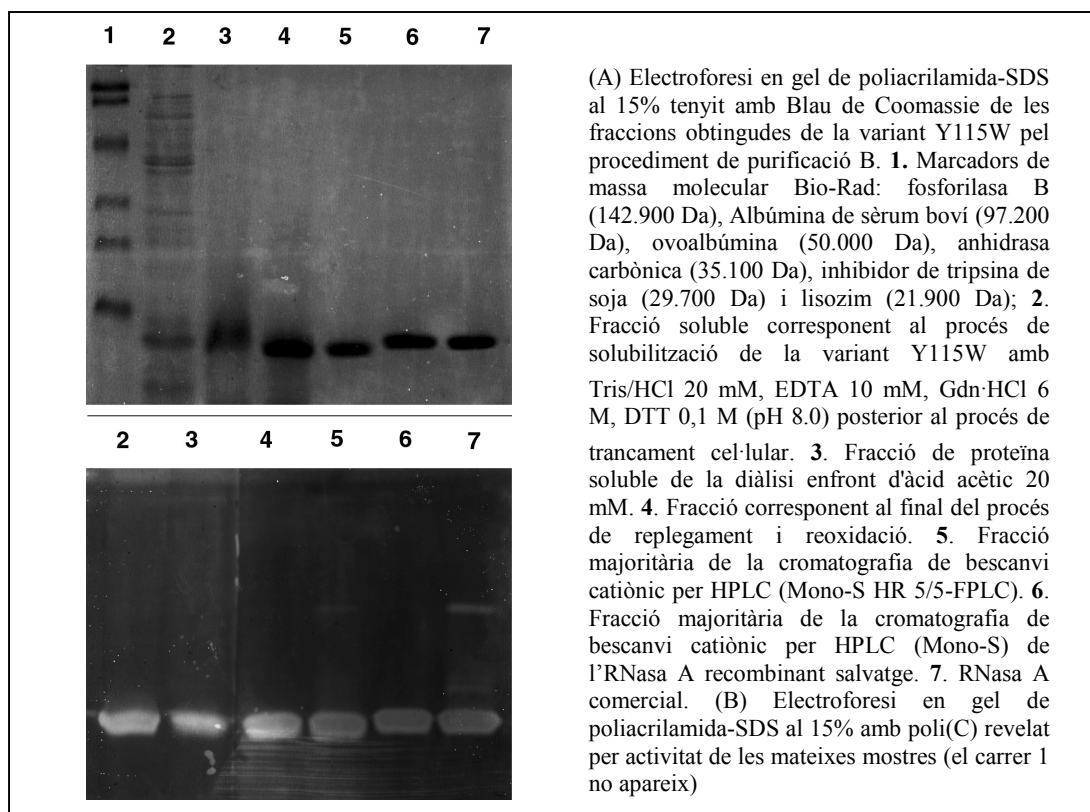 1 2 3 4 5 6 7
2 3 4 5 6 7
(A) Electroforesi en gel de poliacrilamida-SDS
al 15% tenyit amb Blau de Coomassie de les
fraccions obtingudes de la variant Y115W pel
procediment de purificació B. 1. Marcadors de
massa molecular Bio-Rad: fosforilasa B
(142.900 Da), Albúmina de sèrum boví (97.200
Da), ovoalbúmina (50.000 Da), anhidrasa
carbònica (35.100 Da), inhibidor de tripsina de
soja (29.700 Da) i lisozim (21.900 Da); 2.
Fracció soluble corresponent al procés de
solubilització de la variant Y115W amb
Tris/HCl 20 mM, EDTA 10 mM, Gdn·HCl 6
M, DTT 0,1 M (pH 8.0) posterior al procés de
trancament cel·lular. 3. Fracció de proteïna
soluble de la diàlisi enfront d'àcid acètic 20
mM. 4. Fracció corresponent al final del procés
de replegament i reoxidació. 5. Fracció
majoritària de la cromatografia de bescanvi
catiònic per HPLC (Mono-S HR 5/5-FPLC). 6.
Fracció majoritària de la cromatografia de
bescanvi catiònic per HPLC (Mono-S) de
l’RNasa A recombinant salvatge. 7. RNasa A
comercial. (B) Electroforesi en gel de
poliacrilamida-SDS al 15% amb poli(C) revelat
per activitat de les mateixes mostres (el carrer 1
no apareix)